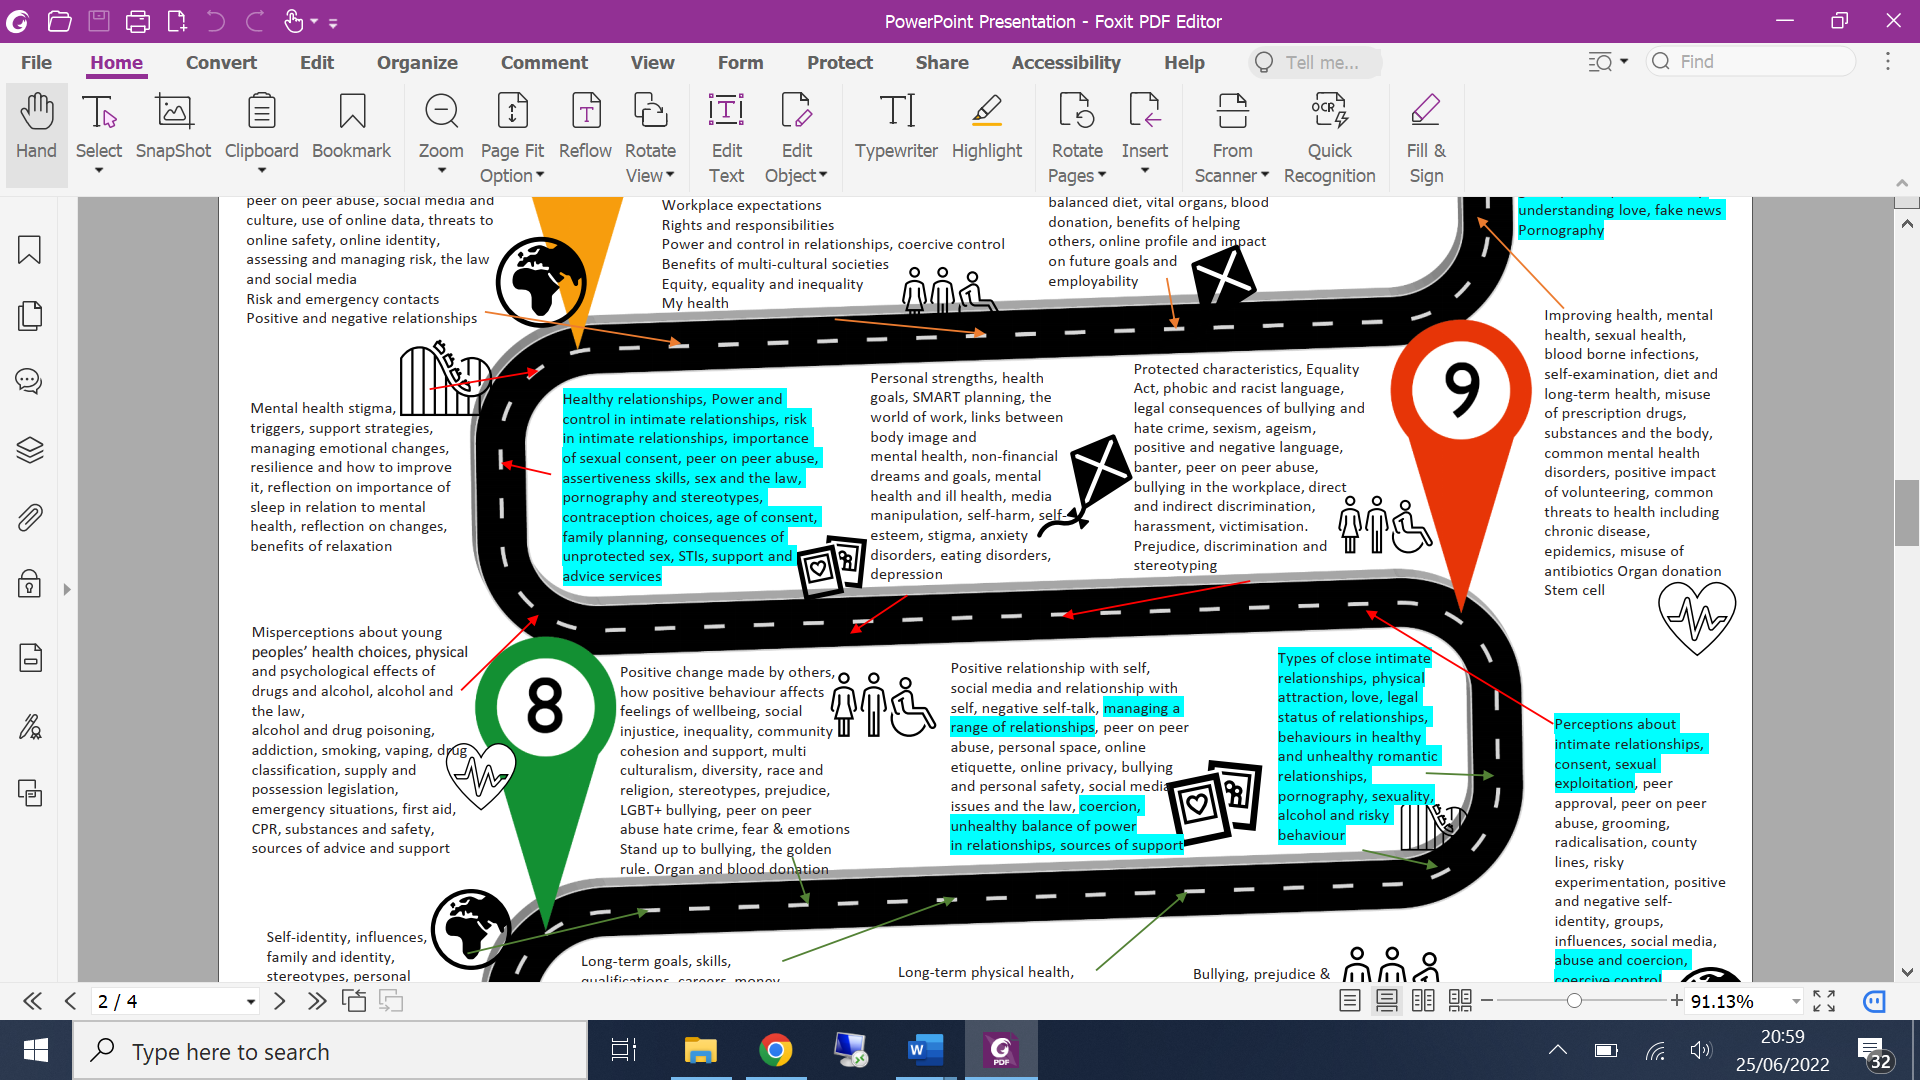 PowerPoint Presentation - Foxit PDF Editor
File Home Convert Edit Organize Comment View Form Protect Share Accessibility Help Tell me... Find
Hand Select SnapShot Clipboard Bookmark Zoom Page Fit Option Reflow Rotate View Edit Text Edit Object Typewriter Highlight Rotate Pages Insert From Scanner Quick Recognition Fill & Sign
OCR
peer on peer abuse, social media and
culture, use of online data, threats to
online safety, online identity,
assessing and managing risk, the law
and social media
Risk and emergency contacts
Positive and negative relationships
Workplace expectations
Rights and responsibilities
Power and control in relationships, coercive control
Benefits of multi-cultural societies
Equity, equality and inequality
My health
balanced diet, vital organs, blood
donation, benefits of helping
others, online profile and impact
on future goals and
employability
understanding love, fake news
Pornography
Mental health stigma,
triggers, support strategies,
managing emotional changes,
resilience and how to improve
it, reflection on importance of
sleep in relation to mental
health, reflection on changes,
benefits of relaxation
Healthy relationships, Power and
control in intimate relationships, risk
in intimate relationships, importance
of sexual consent, peer on peer abuse,
assertiveness skills, sex and the law,
pornography and stereotypes,
contraception choices, age of consent,
family planning, consequences of
unprotected sex, STIs, support and
advice services
Personal strengths, health
goals, SMART planning, the
world of work, links between
body image and
mental health, non-financial
dreams and goals, mental
health and ill health, media
manipulation, self-harm, self-
esteem, stigma, anxiety
disorders, eating disorders,
depression
Protected characteristics, Equality
Act, phobic and racist language,
legal consequences of bullying and
hate crime, sexism, ageism,
positive and negative language,
banter, peer on peer abuse,
bullying in the workplace, direct
and indirect discrimination,
harassment, victimisation.
Prejudice, discrimination and
stereotyping
9
Improving health, mental
health, sexual health,
blood borne infections,
self-examination, diet and
long-term health, misuse
of prescription drugs,
substances and the body,
common mental health
disorders, positive impact
of volunteering, common
threats to health including
chronic disease,
epidemics, misuse of
antibiotics Organ donation
Stem cell
Misperceptions about young
peoples' health choices, physical
and psychological effects of
drugs and alcohol, alcohol and
the law,
alcohol and drug poisoning,
addiction, smoking, vaping, drug
classification, supply and
possession legislation,
emergency situations, first aid,
CPR, substances and safety,
sources of advice and support
8
Positive change made by others,
how positive behaviour affects
feelings of wellbeing, social
injustice, inequality, community
cohesion and support, multi
culturalism, diversity, race and
religion, stereotypes, prejudice,
LGBT+ bullying, peer on peer
abuse hate crime, fear & emotions
Stand up to bullying, the golden
rule. Organ and blood donation
Positive relationship with self,
social media and relationship with
self, negative self-talk, managing a
range of relationships, peer on peer
abuse, personal space, online
etiquette, online privacy, bullying
and personal safety, social media
issues and the law, coercion,
unhealthy balance of power
in relationships, sources of support
Types of close intimate
relationships, physical
attraction, love, legal
status of relationships,
behaviours in healthy
and unhealthy romantic
relationships,
pornography, sexuality,
alcohol and risky
behaviour
Perceptions about
intimate relationships,
consent, sexual
exploitation, peer
approval, peer on peer
abuse, grooming,
radicalisation, county
lines, risky
experimentation, positive
and negative self-
identity, groups,
influences, social media,
abuse and coercion,
coercive control
Self-identity, influences,
family and identity,
stereotypes, personal
Long-term goals, skills,
qualifications, careers, money
Long-term physical health,
Bullying, prejudice &
2 / 4
91.13%
Type here to search
W
PDF
20:59
25/06/2022
32